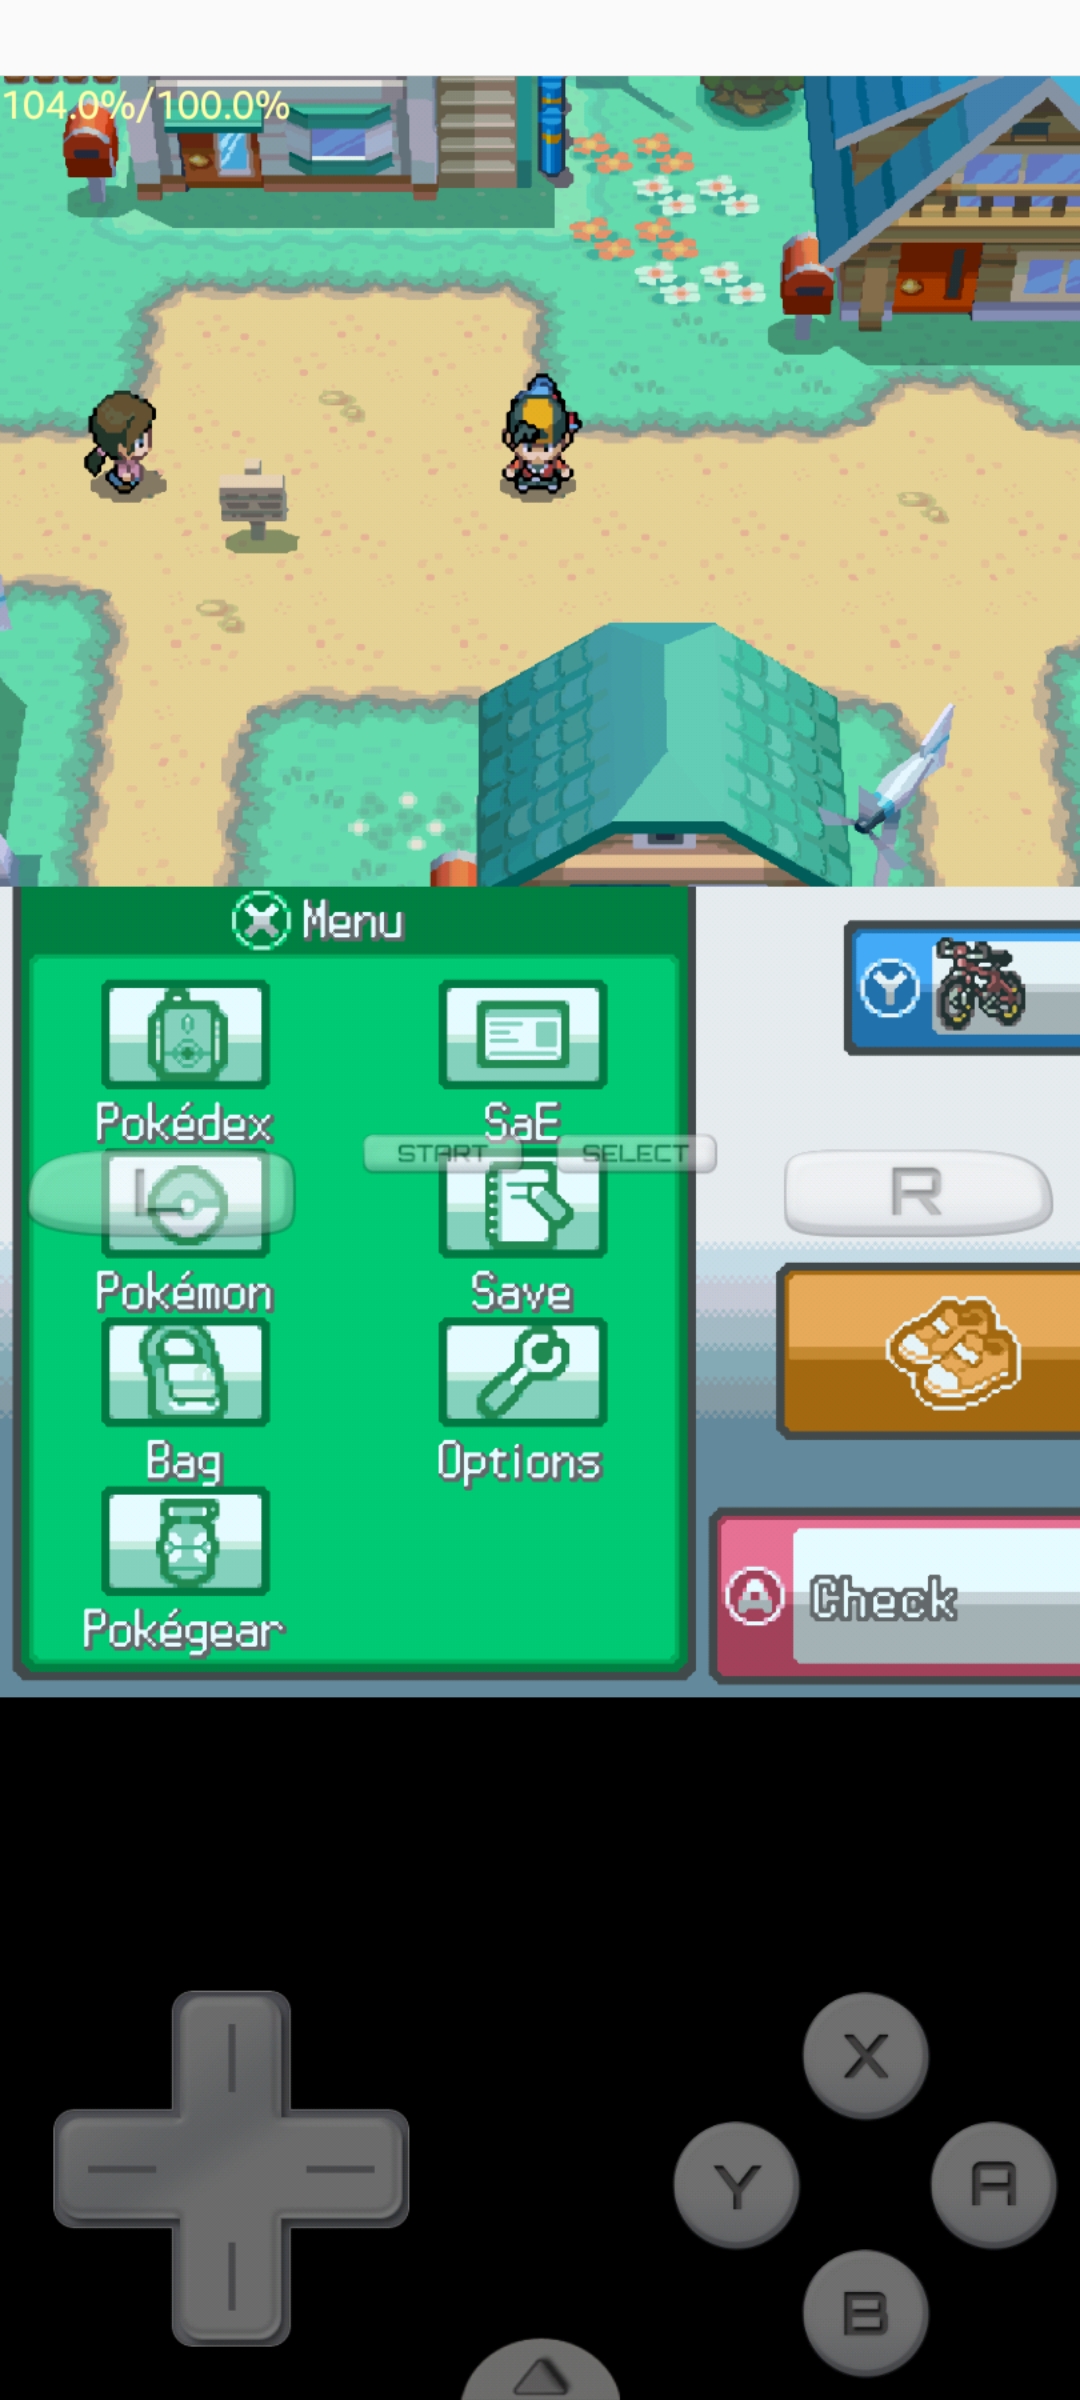 104.0%/100.0%
X Menu
Y
Pokédex
SaE
START
SELECT
L
R
Pokémon
Save
Bag
Options
A Check
Pokégear
X
Y
A
B